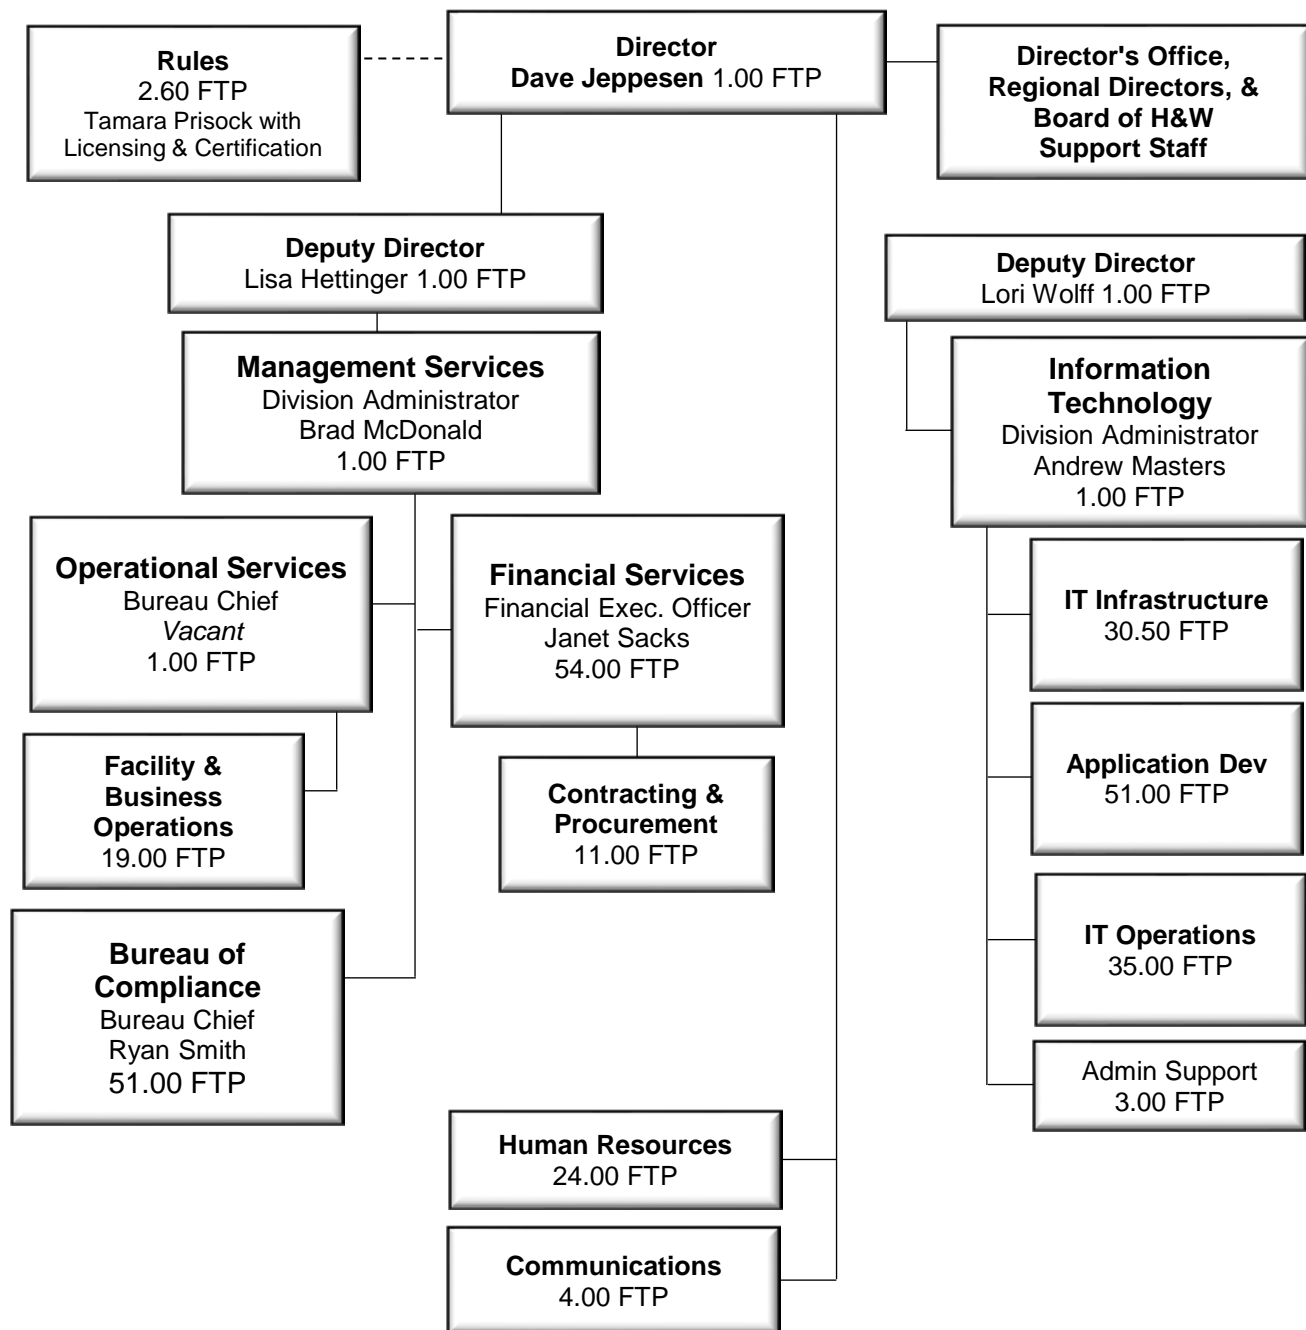 Rules
2.60 FTP
Tamara Prisock with
Licensing & Certification
Director
Dave Jeppesen 1.00 FTP
Director's Office,
Regional Directors, &
Board of H&W
Support Staff
Deputy Director
Lisa Hettinger 1.00 FTP
Deputy Director
Lori Wolff 1.00 FTP
Management Services
Division Administrator
Brad McDonald
1.00 FTP
Information
Technology
Division Administrator
Andrew Masters
1.00 FTP
Operational Services
Bureau Chief
Vacant
1.00 FTP
Financial Services
Financial Exec. Officer
Janet Sacks
54.00 FTP
IT Infrastructure
30.50 FTP
Facility &
Business
Operations
19.00 FTP
Contracting &
Procurement
11.00 FTP
Application Dev
51.00 FTP
Bureau of
Compliance
Bureau Chief
Ryan Smith
51.00 FTP
IT Operations
35.00 FTP
Admin Support
3.00 FTP
Human Resources
24.00 FTP
Communications
4.00 FTP